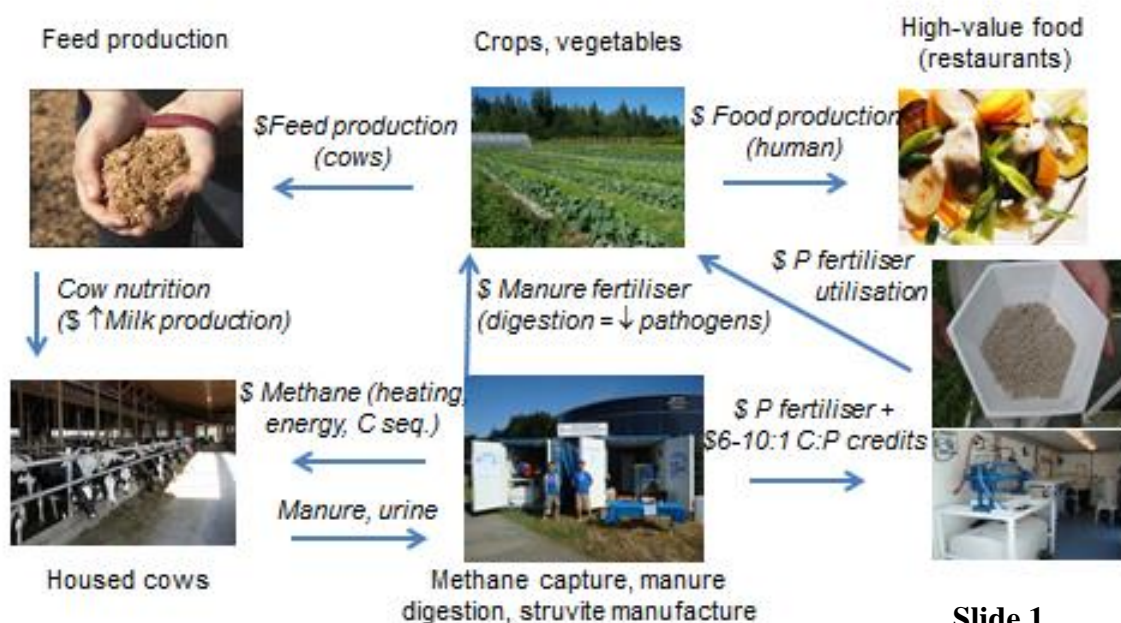 Feed production
Crops, vegetables
High-value food
(restaurants)
$Feed production
(cows)
$ Food production
(human)
Cow nutrition
($ ↑Milk production)
$ Manure fertiliser
(digestion = ↓ pathogens)
$ P fertiliser
utilisation
$ Methane (heating,
energy, C seq.)
$ P fertiliser +
$6-10:1 C:P credits
Manure, urine
Housed cows
Methane capture, manure
digestion, struvite manufacture
Slide 1